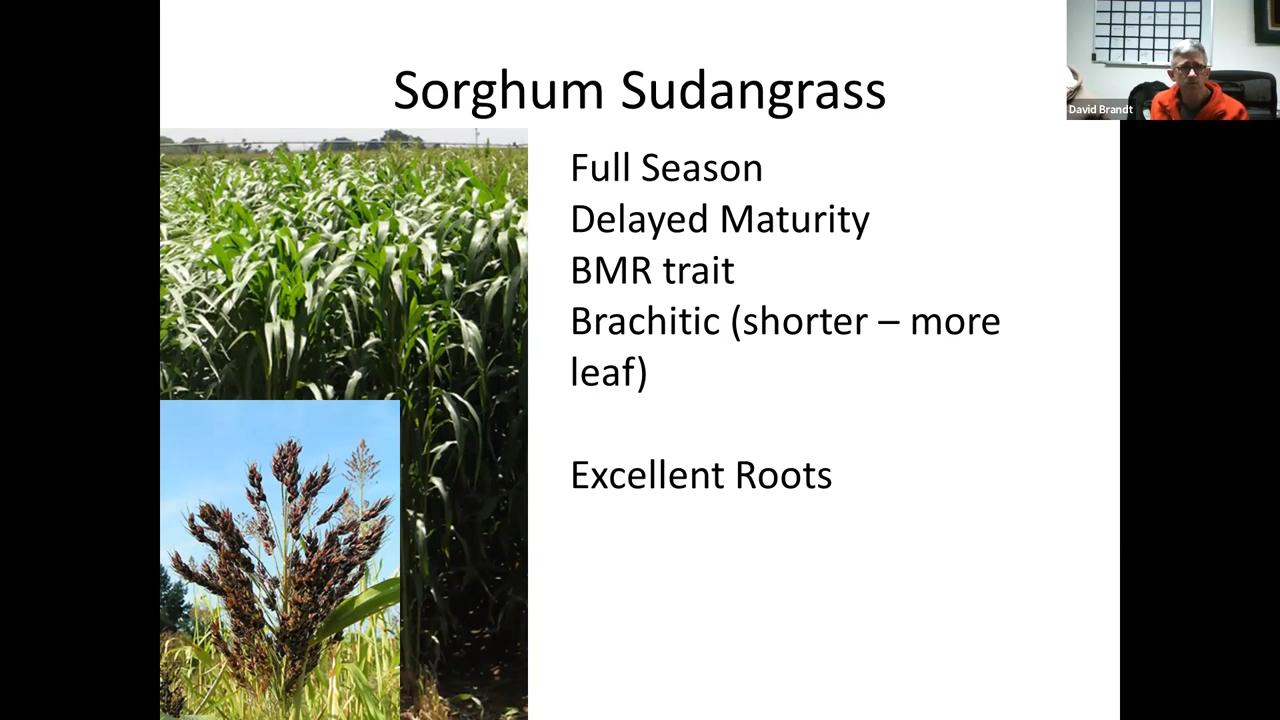 Sorghum Sudangrass
David Brandt
Full Season
Delayed Maturity
BMR trait
Brachitic (shorter – more
leaf)
Excellent Roots